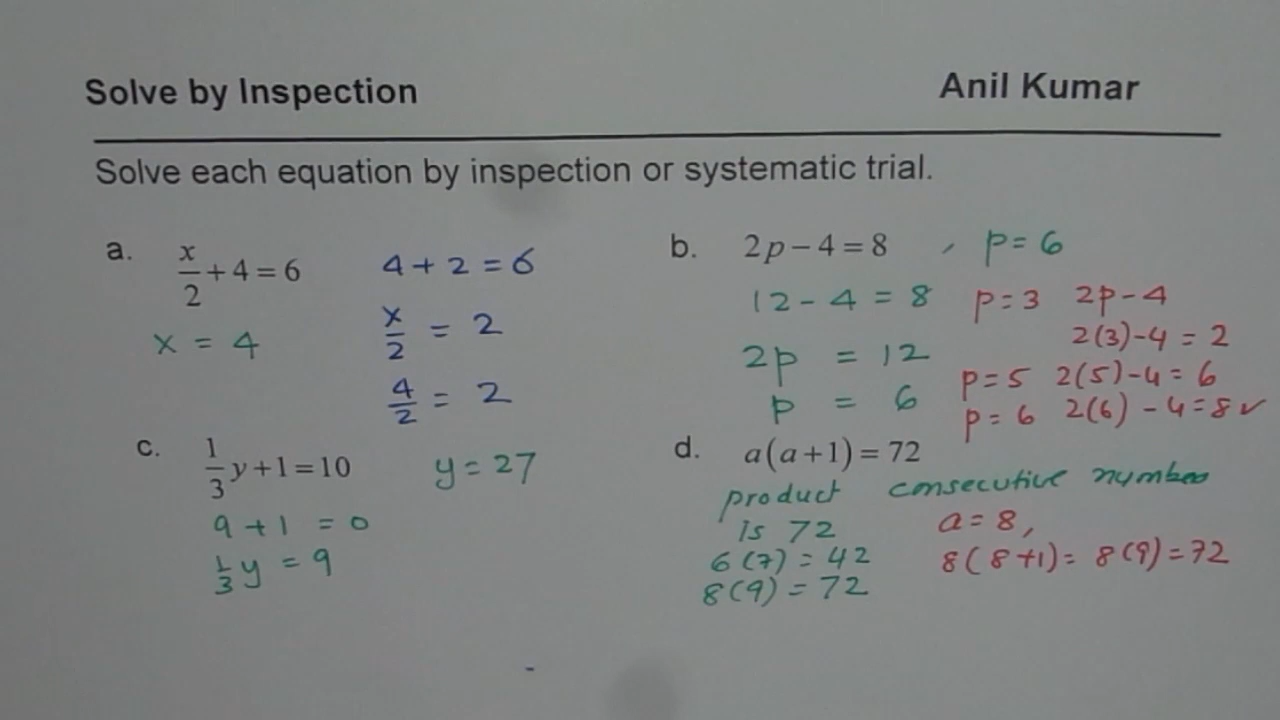 Solve by Inspection
Anil Kumar
Solve each equation by inspection or systematic trial.
a. x/2 + 4 = 6
4 + 2 = 6
x/2 = 2
x = 4
4/2 = 2
b. 2p − 4 = 8 , p = 6
12 - 4 = 8
2p = 12
p = 6
p = 3 2p - 4
2(3) - 4 = 2
p = 5 2(5) - 4 = 6
p = 6 2(6) - 4 = 8 ✓
c. 1/3 y + 1 = 10
y = 27
9 + 1 = 0
1/3 y = 9
d. a(a + 1) = 72
product consecutive numbers
is 72
6(7) = 42
8(9) = 72
a = 8,
8(8+1) = 8(9) = 72